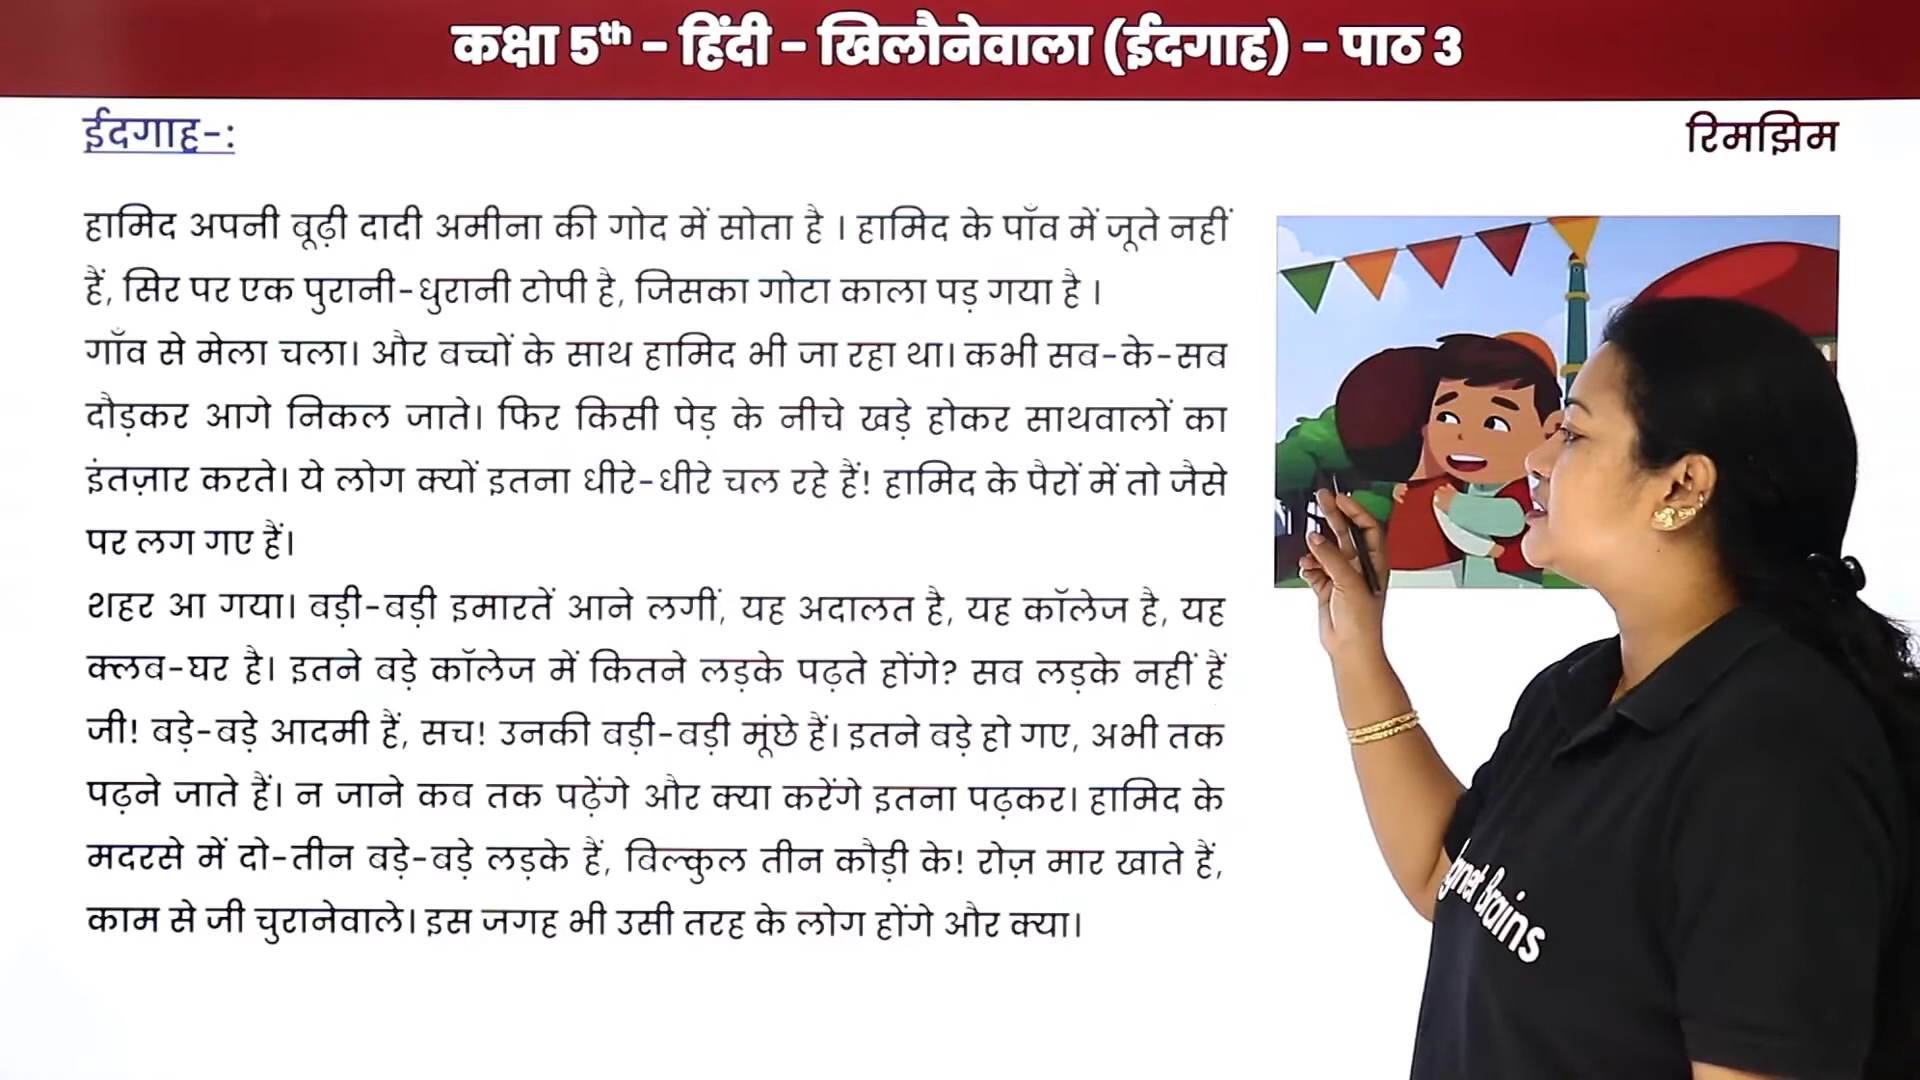 कक्षा 5th - हिंदी - खिलौनेवाला (ईदगाह) - पाठ 3
ईदगाह-:
रिमझिम
हामिद अपनी बूढ़ी दादी अमीना की गोद में सोता है । हामिद के पाँव में जूते नहीं
हैं, सिर पर एक पुरानी-धुरानी टोपी है, जिसका गोटा काला पड़ गया है ।
गाँव से मेला चला। और बच्चों के साथ हामिद भी जा रहा था। कभी सब-के-सब
दौड़कर आगे निकल जाते। फिर किसी पेड़ के नीचे खड़े होकर साथवालों का
इंतज़ार करते। ये लोग क्यों इतना धीरे-धीरे चल रहे हैं! हामिद के पैरों में तो जैसे
पर लग गए हैं।
शहर आ गया। बड़ी-बड़ी इमारतें आने लगीं, यह अदालत है, यह कॉलेज है, यह
क्लब-घर है। इतने बड़े कॉलेज में कितने लड़के पढ़ते होंगे? सब लड़के नहीं हैं
जी! बड़े-बड़े आदमी हैं, सच! उनकी बड़ी-बड़ी मूंछे हैं। इतने बड़े हो गए, अभी तक
पढ़ने जाते हैं। न जाने कब तक पढ़ेंगे और क्या करेंगे इतना पढ़कर। हामिद के
मदरसे में दो-तीन बड़े-बड़े लड़के हैं, बिल्कुल तीन कौड़ी के! रोज़ मार खाते हैं,
काम से जी चुरानेवाले। इस जगह भी उसी तरह के लोग होंगे और क्या।
Brains